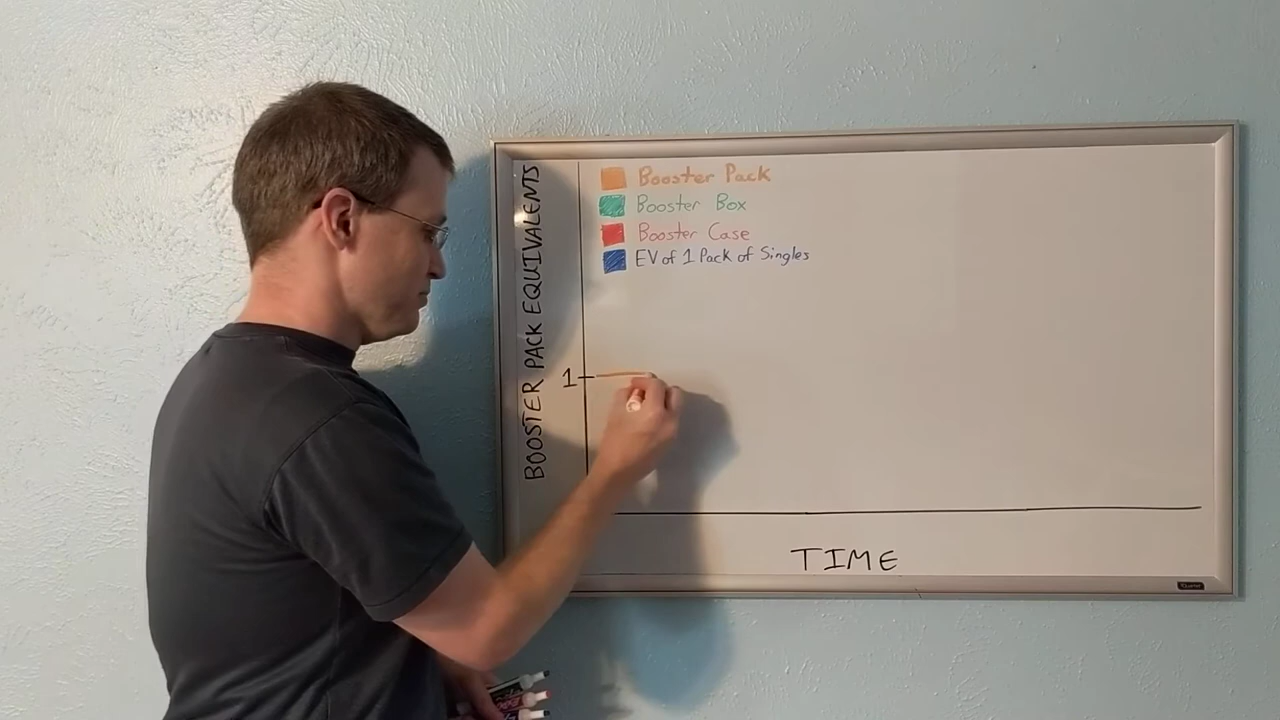 BOOSTER PACK EQUIVALENTS
Booster Pack
Booster Box
Booster Case
EV of 1 Pack of Singles
1
TIME